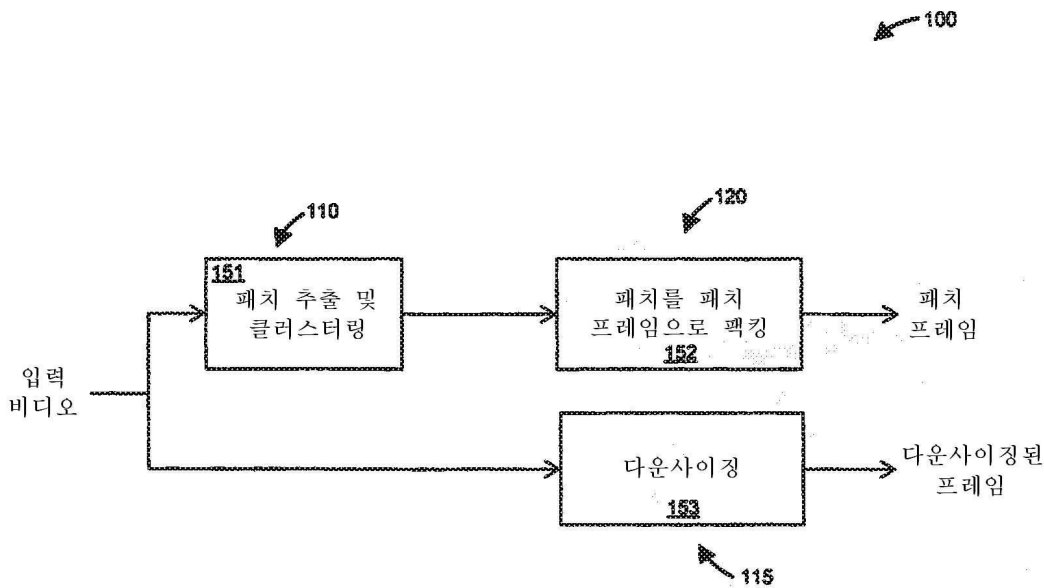 100
110
120
151
패치 추출 및
클러스터링
패치를 패치
프레임으로 팩킹
152
패치
프레임
입력
비디오
다운사이징
153
다운사이징된
프레임
115